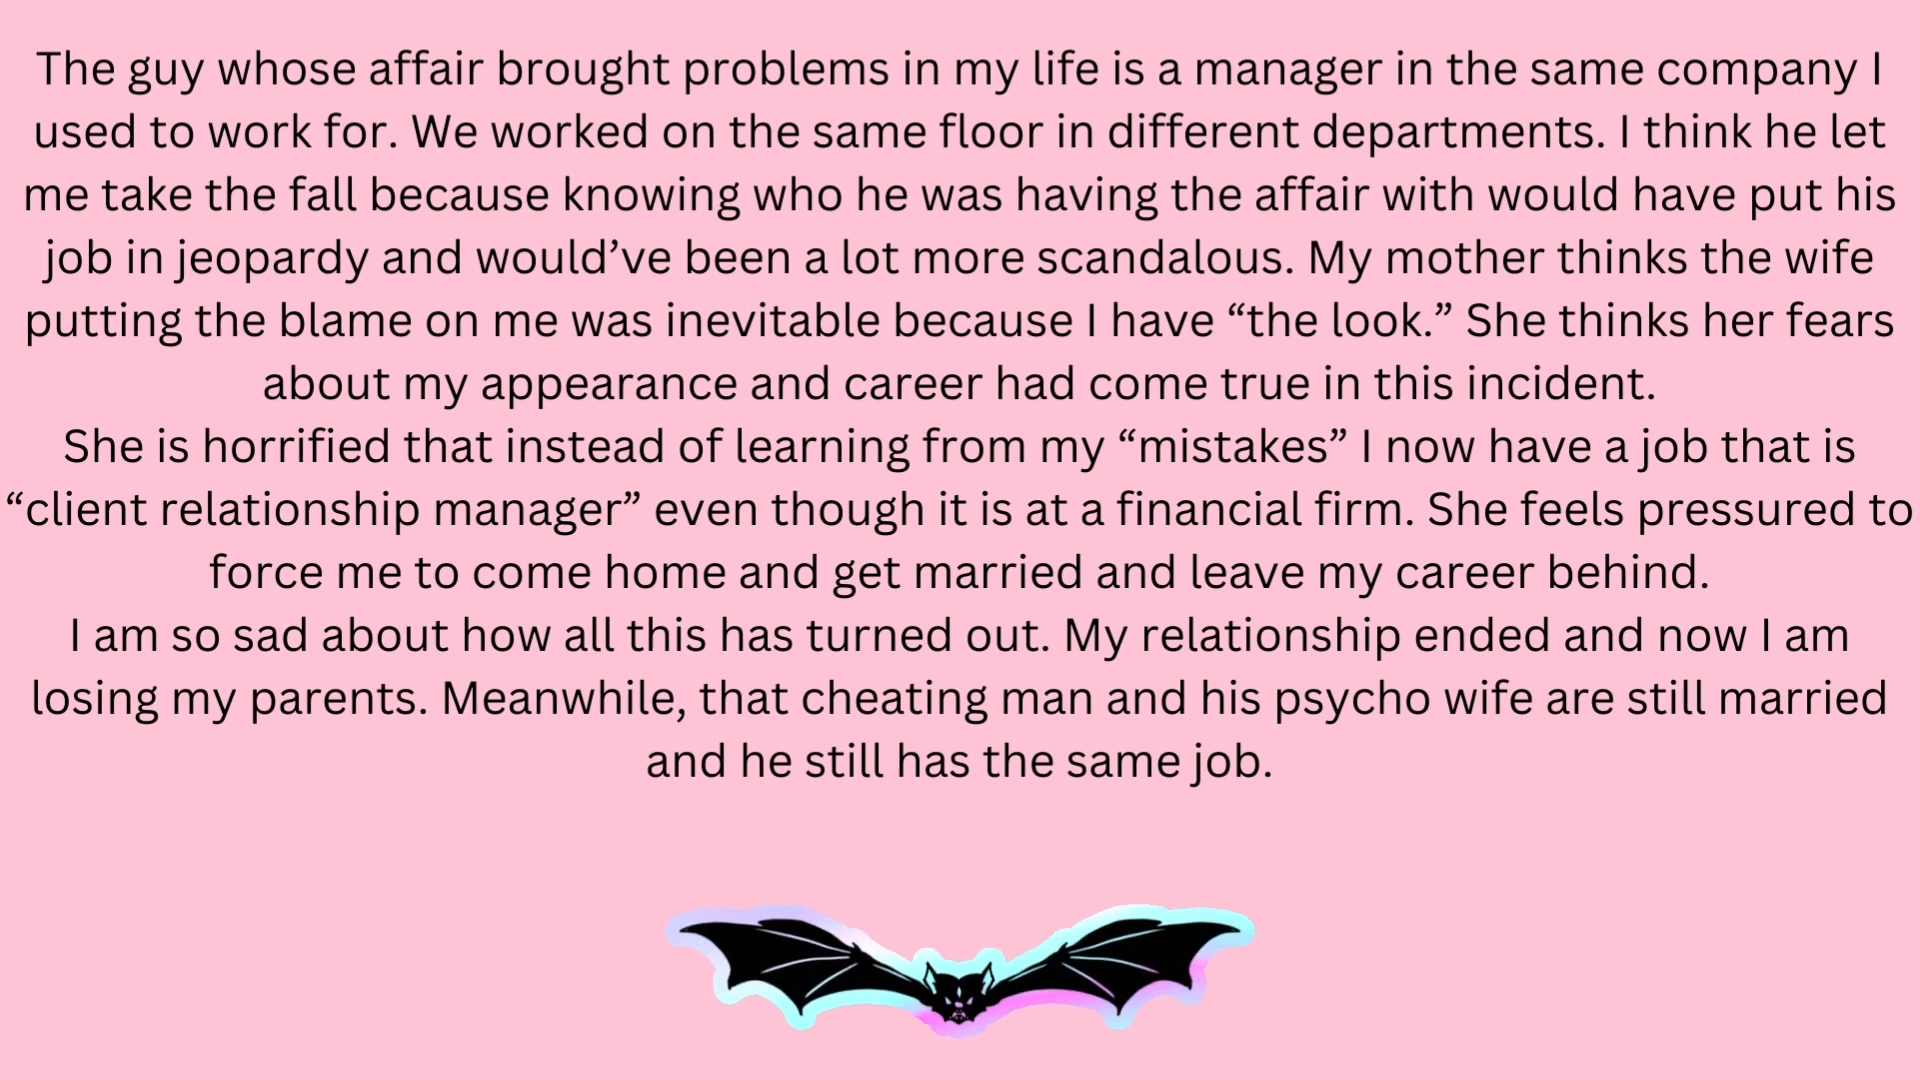 The guy whose affair brought problems in my life is a manager in the same company I
used to work for. We worked on the same floor in different departments. I think he let
me take the fall because knowing who he was having the affair with would have put his
job in jeopardy and would’ve been a lot more scandalous. My mother thinks the wife
putting the blame on me was inevitable because I have “the look.” She thinks her fears
about my appearance and career had come true in this incident.
She is horrified that instead of learning from my “mistakes” I now have a job that is
“client relationship manager” even though it is at a financial firm. She feels pressured to
force me to come home and get married and leave my career behind.
I am so sad about how all this has turned out. My relationship ended and now I am
losing my parents. Meanwhile, that cheating man and his psycho wife are still married
and he still has the same job.